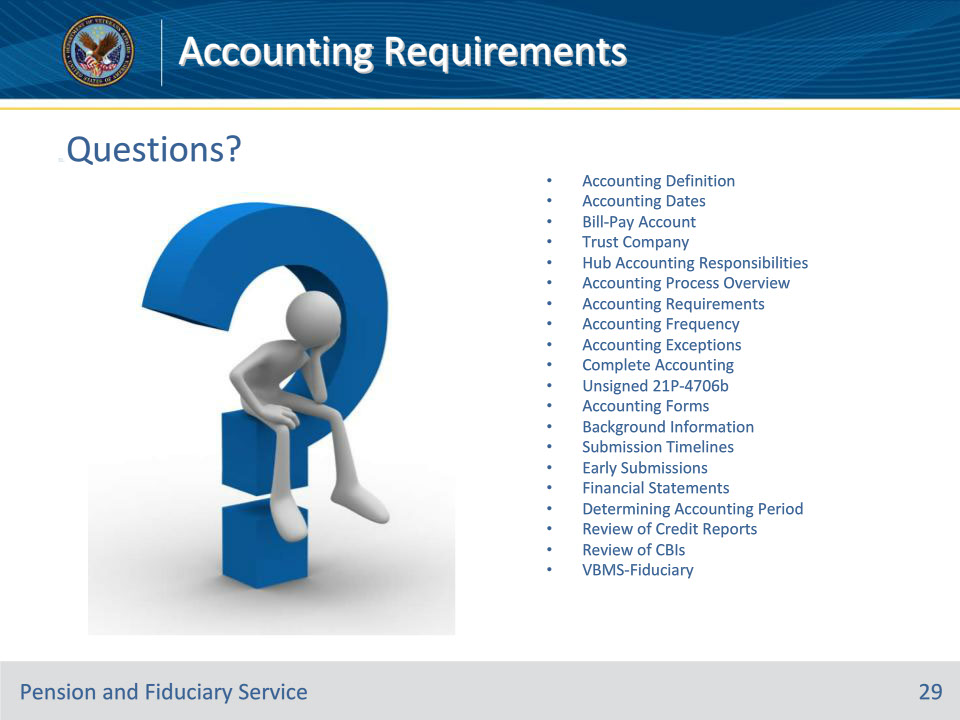 Accounting Requirements
Questions?
• Accounting Definition
• Accounting Dates
• Bill-Pay Account
• Trust Company
• Hub Accounting Responsibilities
• Accounting Process Overview
• Accounting Requirements
• Accounting Frequency
• Accounting Exceptions
• Complete Accounting
• Unsigned 21P-4706b
• Accounting Forms
• Background Information
• Submission Timelines
• Early Submissions
• Financial Statements
• Determining Accounting Period
• Review of Credit Reports
• Review of CBIs
• VBMS-Fiduciary
Pension and Fiduciary Service
29